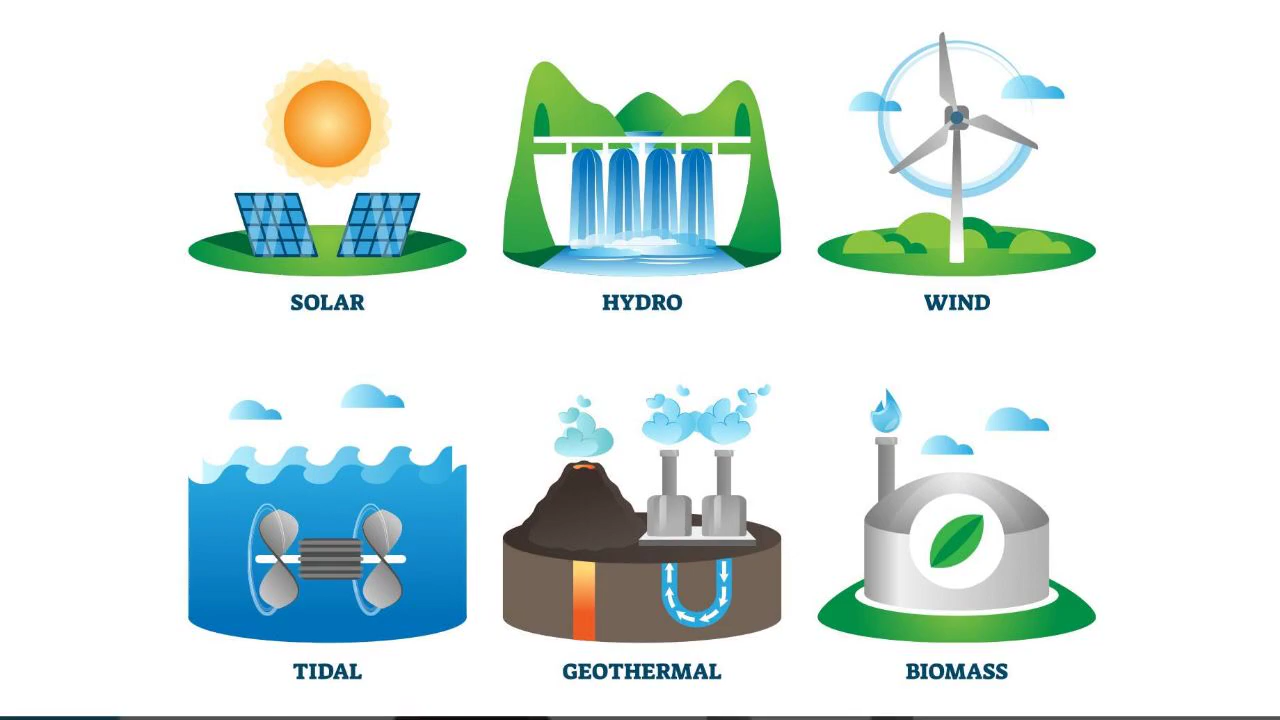 SOLAR
HYDRO
WIND
TIDAL
GEOTHERMAL
BIOMASS